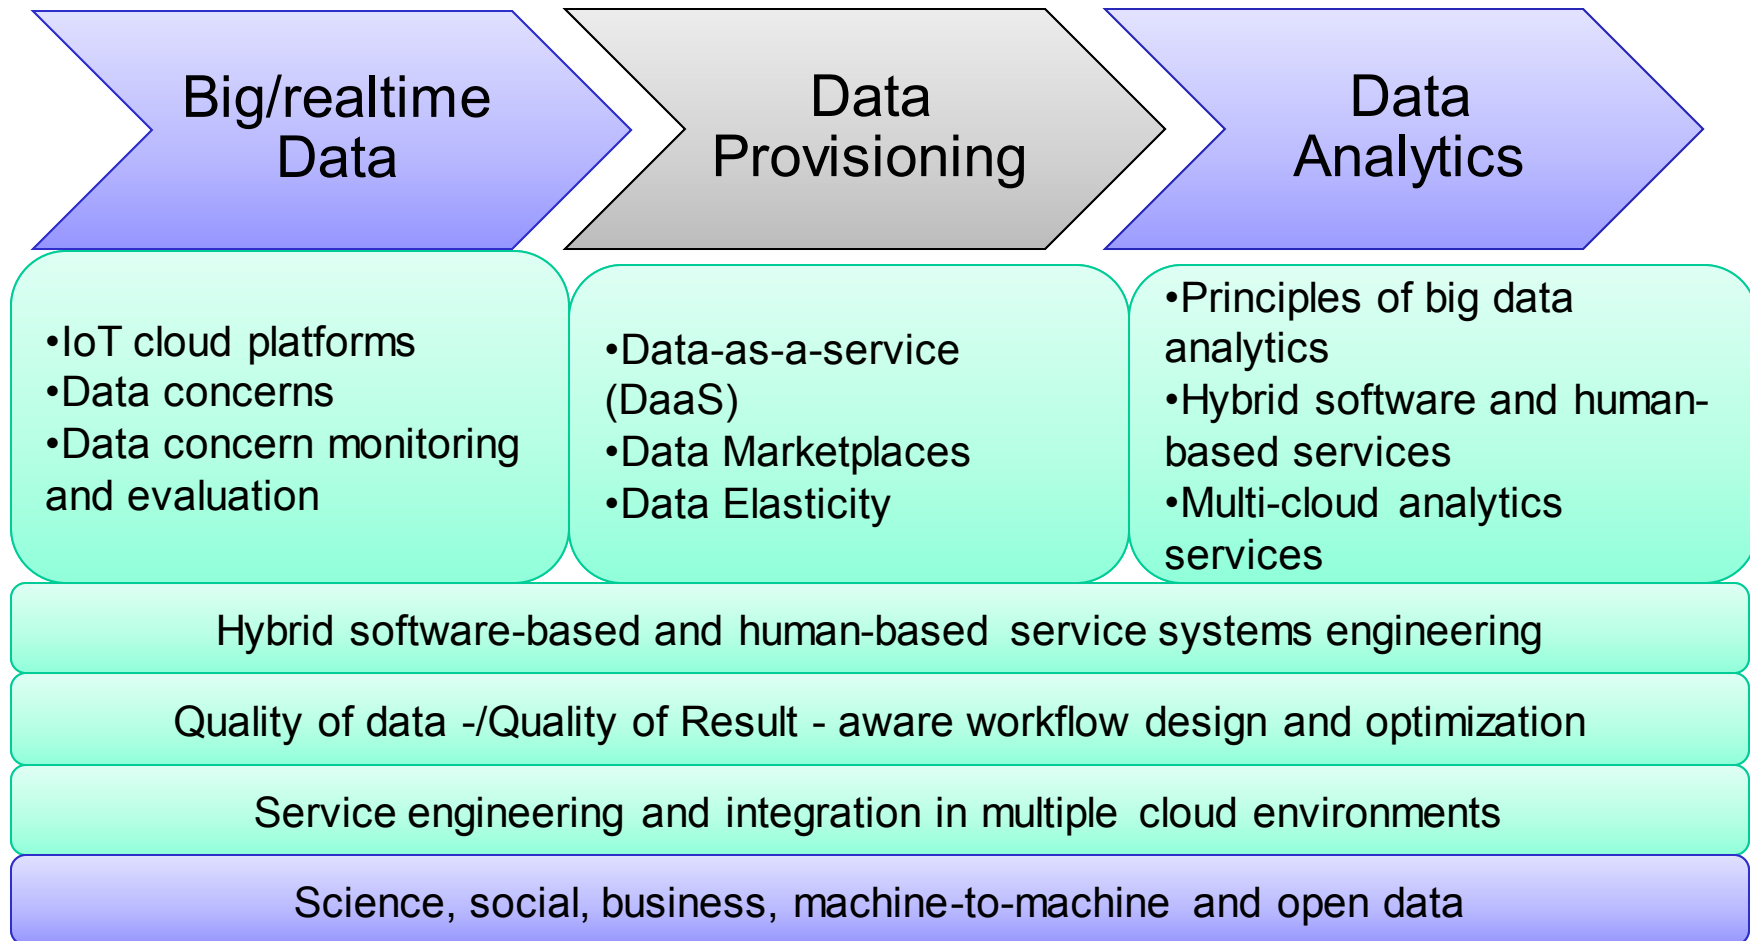 Big/realtime
Data
Data
Provisioning
Data
Analytics
•IoT cloud platforms
•Data concerns
•Data concern monitoring
and evaluation
•Data-as-a-service
(DaaS)
•Data Marketplaces
•Data Elasticity
•Principles of big data
analytics
•Hybrid software and human-
based services
•Multi-cloud analytics
services
Hybrid software-based and human-based service systems engineering
Quality of data -/Quality of Result - aware workflow design and optimization
Service engineering and integration in multiple cloud environments
Science, social, business, machine-to-machine and open data